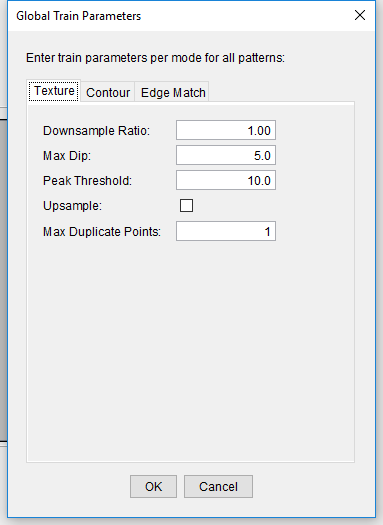 Global Train Parameters
Enter train parameters per mode for all patterns:
Texture Contour Edge Match
Downsample Ratio: 1.00
Max Dip: 5.0
Peak Threshold: 10.0
Upsample:
Max Duplicate Points: 1
OK Cancel